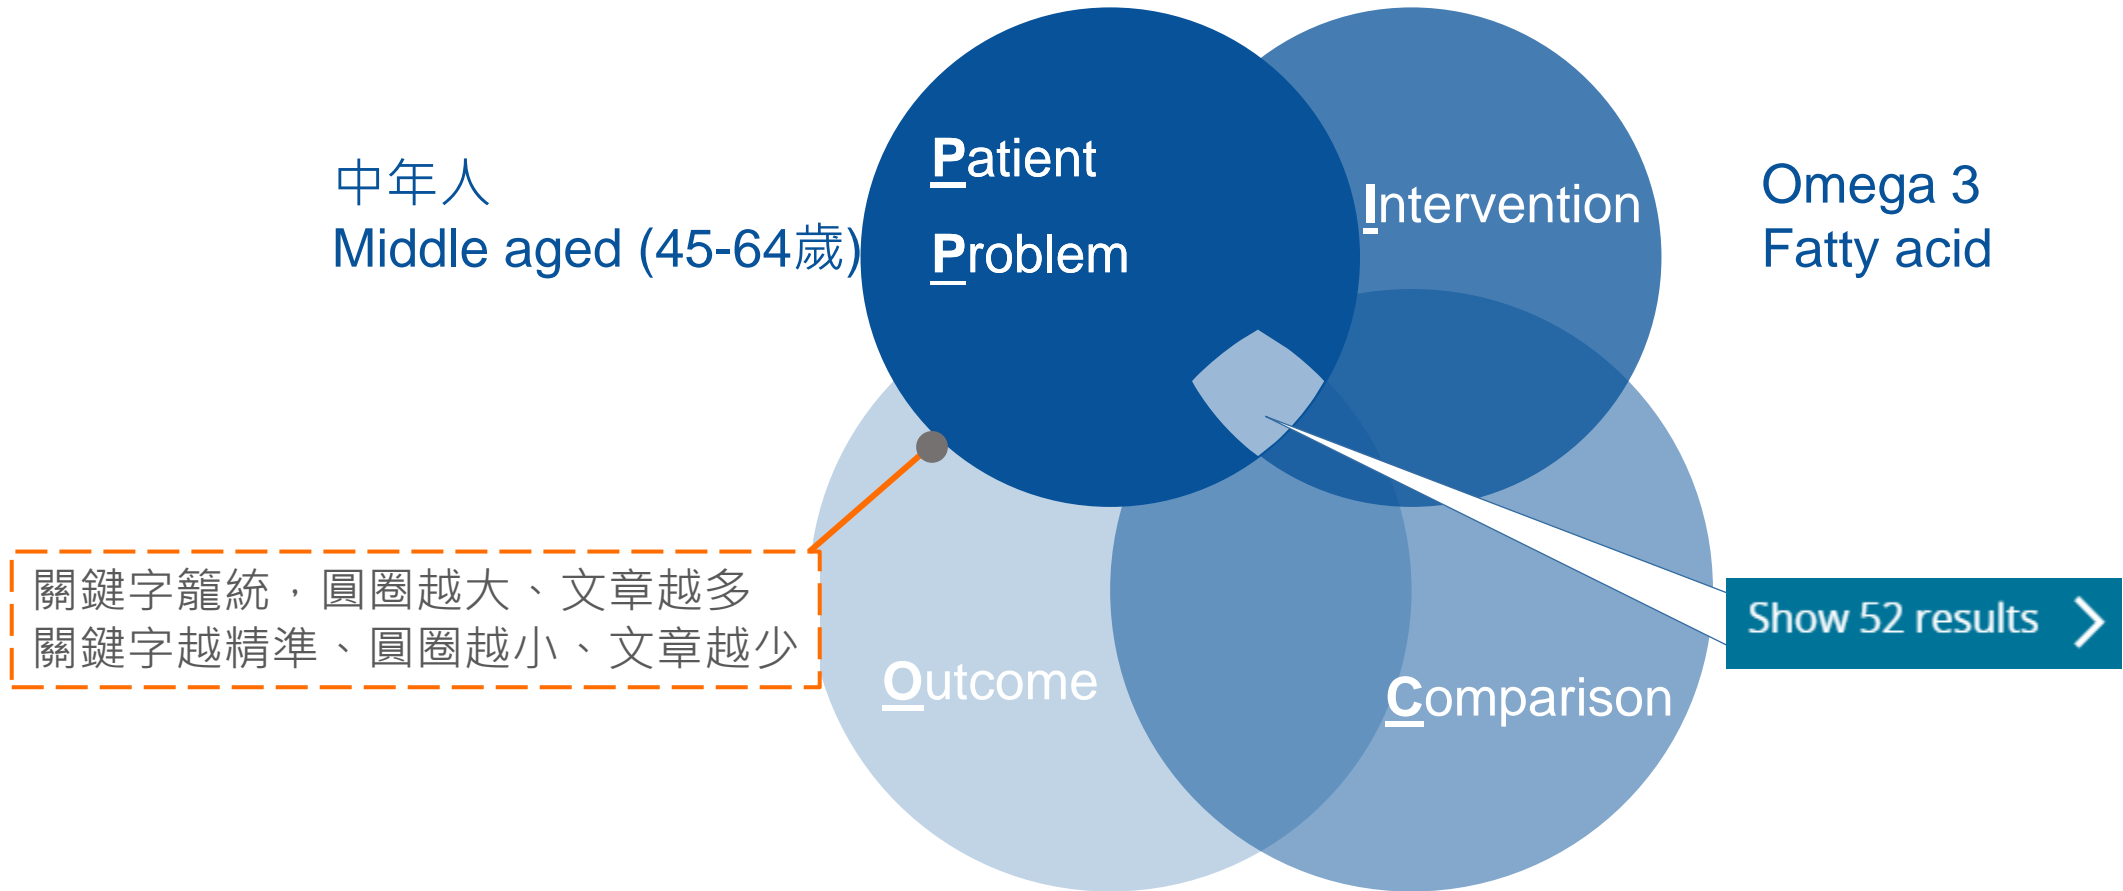 中年人
Middle aged (45-64歲)
Patient
Problem
Intervention
Omega 3
Fatty acid
關鍵字籠統，圓圈越大、文章越多
關鍵字越精準、圓圈越小、文章越少
Outcome
Comparison
Show 52 results